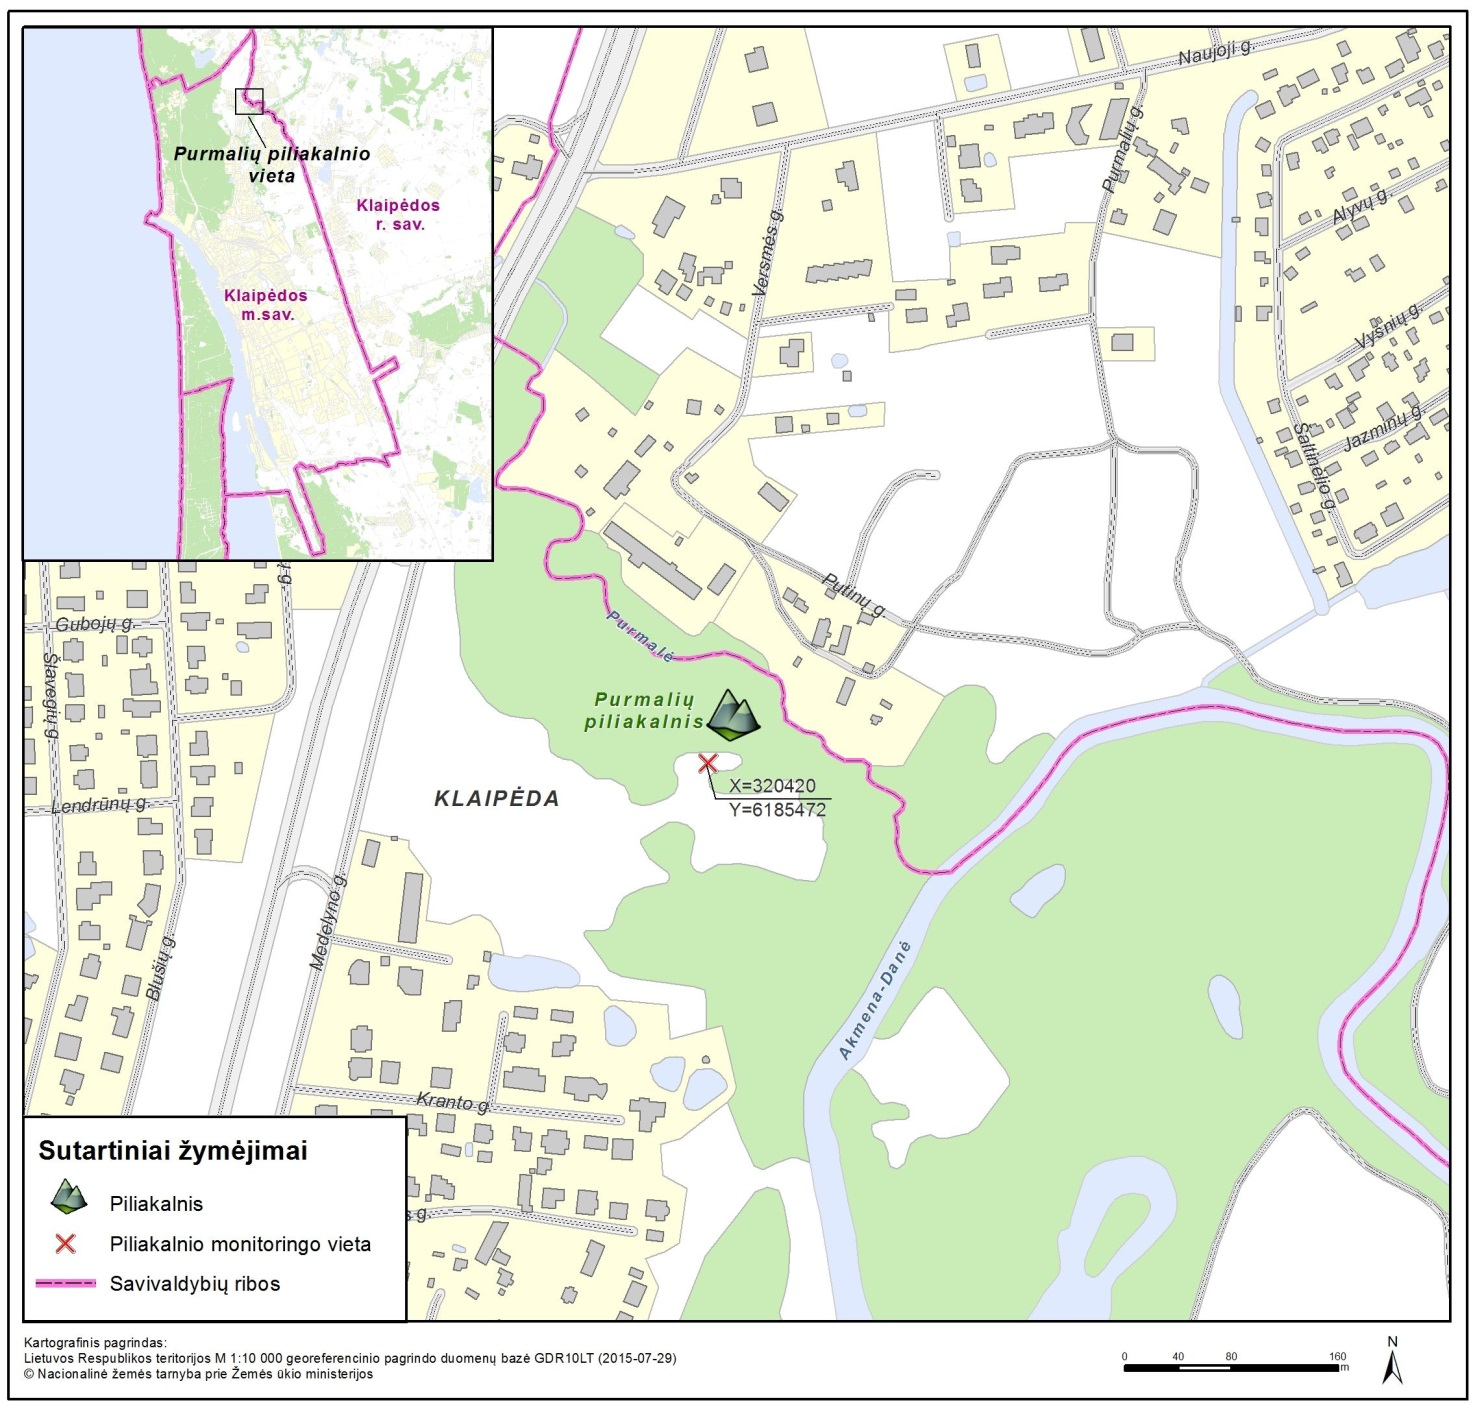 Purmalių piliakalnio
vieta
Klaipėdos
r. sav.
Klaipėdos
m.sav.
Naujoji g.
Purmalių g.
Versmės g.
Alyvų g.
Vyšnių g.
Jazminų g.
Šaltinėlio g.
Putinų g.
Purmalė
Purmalių
piliakalnis
X=320420
Y=6185472
KLAIPĖDA
Gubojų g.
ų g.
Lendrūnų g.
Blušių g.
Medelyno g.
Akmena-Danė
Kranto g.
s g.
Sutartiniai žymėjimai
Piliakalnis
Piliakalnio monitoringo vieta
Savivaldybių ribos
Kartografinis pagrindas:
Lietuvos Respublikos teritorijos M 1:10 000 georeferencinio pagrindo duomenų bazė GDR10LT (2015-07-29)
© Nacionalinė žemės tarnyba prie Žemės ūkio ministerijos
0 40 80 160
m
N